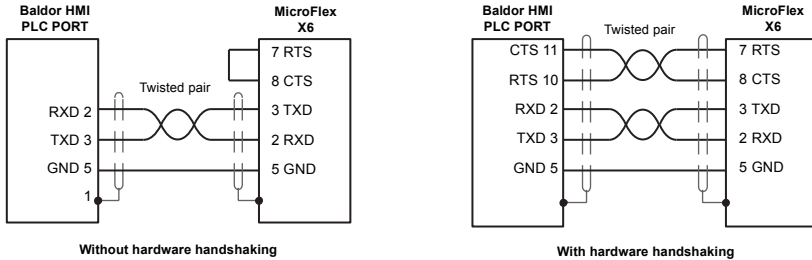 Baldor HMI
PLC PORT
MicroFlex
X6
7 RTS
8 CTS
Twisted pair
RXD 2
3 TXD
TXD 3
2 RXD
GND 5
5 GND
1
Without hardware handshaking
Baldor HMI
PLC PORT
MicroFlex
X6
Twisted pair
CTS 11
7 RTS
RTS 10
8 CTS
RXD 2
3 TXD
TXD 3
2 RXD
GND 5
5 GND
With hardware handshaking